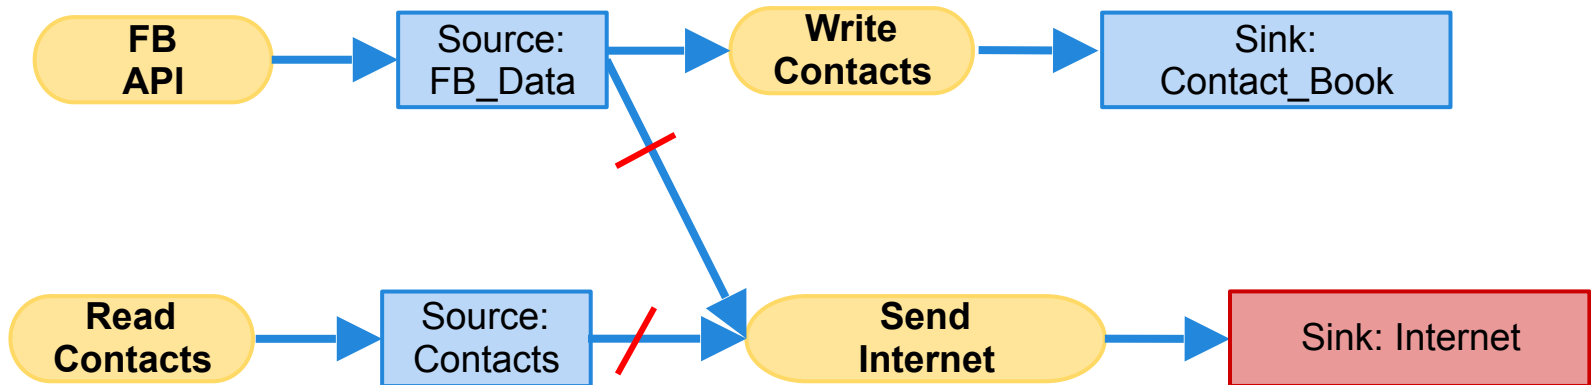 FB
API
Source:
FB_Data
Write
Contacts
Sink:
Contact_Book
Read
Contacts
Source:
Contacts
Send
Internet
Sink: Internet